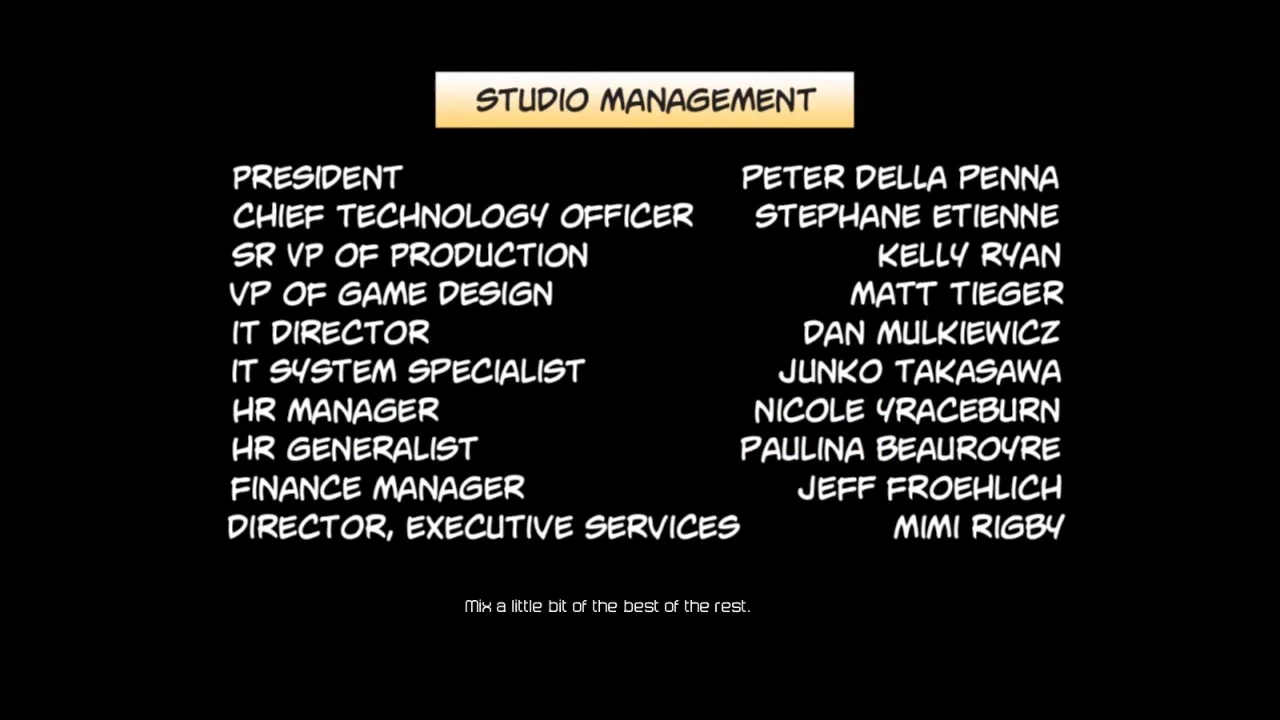 STUDIO MANAGEMENT
PRESIDENT PETER DELLA PENNA
CHIEF TECHNOLOGY OFFICER STEPHANE ETIENNE
SR VP OF PRODUCTION KELLY RYAN
VP OF GAME DESIGN MATT TIEGER
IT DIRECTOR DAN MULKIEWICZ
IT SYSTEM SPECIALIST JUNKO TAKASAWA
HR MANAGER NICOLE YRACEBURN
HR GENERALIST PAULINA BEAUROYRE
FINANCE MANAGER JEFF FROEHLICH
DIRECTOR, EXECUTIVE SERVICES MIMI RIGBY
Mix a little bit of the best of the rest.